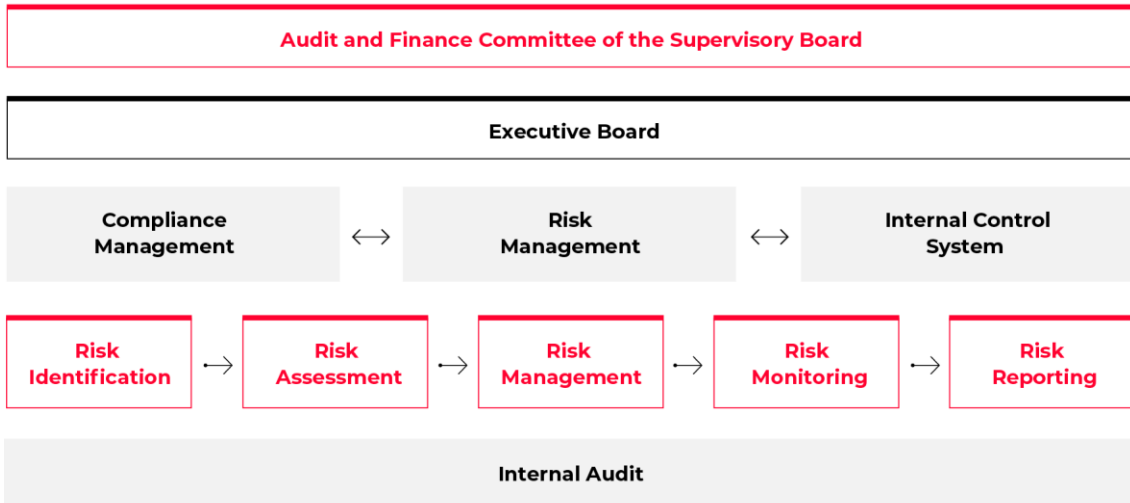 Audit and Finance Committee of the Supervisory Board
Executive Board
Compliance
Management
Risk
Management
Internal Control
System
Risk
Identification
Risk
Assessment
Risk
Management
Risk
Monitoring
Risk
Reporting
Internal Audit